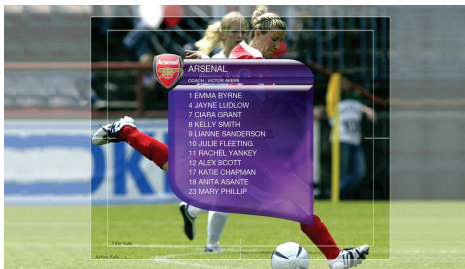 Arsenal
ARSENAL
COACH : VICTOR AKERS
1 EMMA BYRNE
4 JAYNE LUDLOW
7 CIARA GRANT
8 KELLY SMITH
9 LIANNE SANDERSON
10 JULIE FLEETING
11 RACHEL YANKEY
12 ALEX SCOTT
17 KATIE CHAPMAN
18 ANITA ASANTE
23 MARY PHILLIP
Title Safe
Action Safe